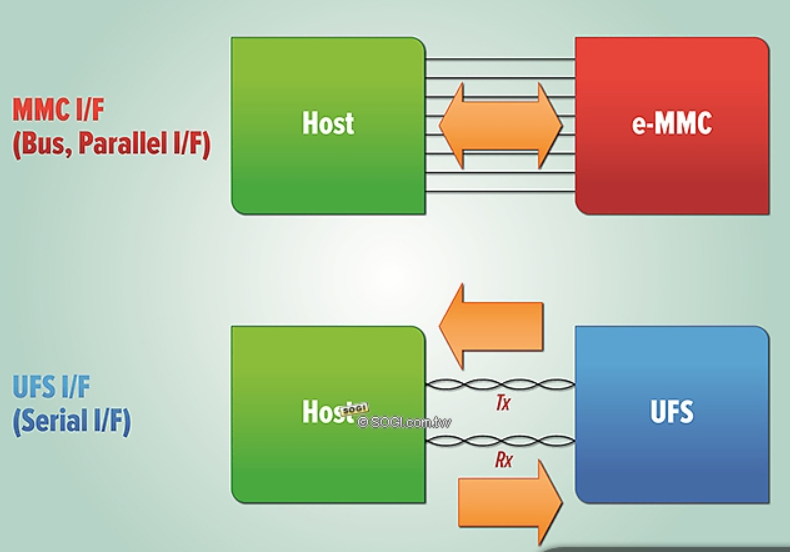 MMC I/F
(Bus, Parallel I/F)
Host
e-MMC
UFS I/F
(Serial I/F)
Host
SOGI
© SOGI.com.tw
Tx
Rx
UFS